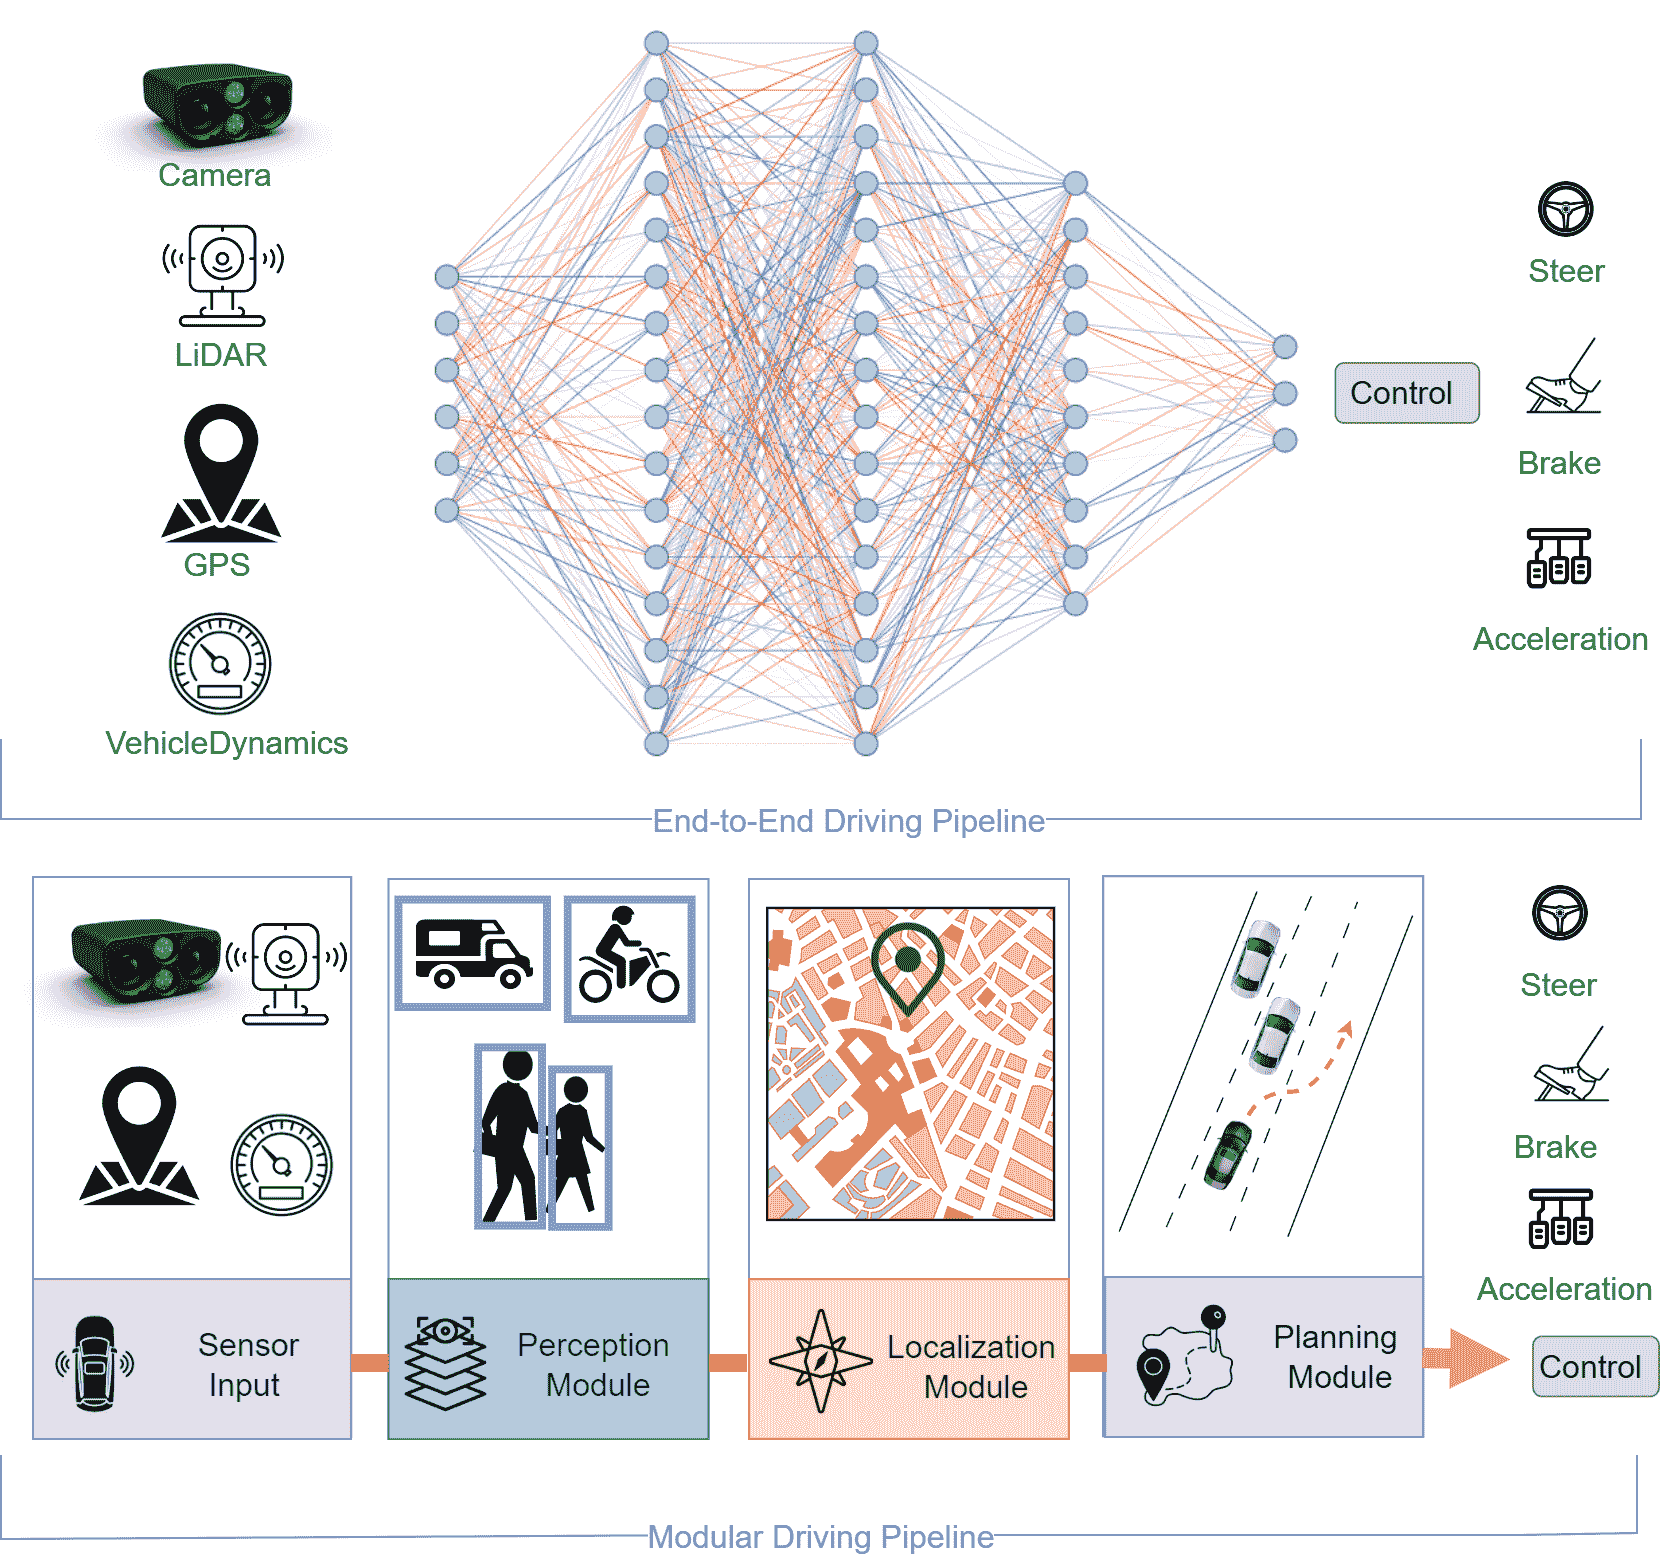 Camera
LiDAR
GPS
VehicleDynamics
Control
Steer
Brake
Acceleration
End-to-End Driving Pipeline
Sensor
Input
Perception
Module
Localization
Module
Planning
Module
Steer
Brake
Acceleration
Control
Modular Driving Pipeline